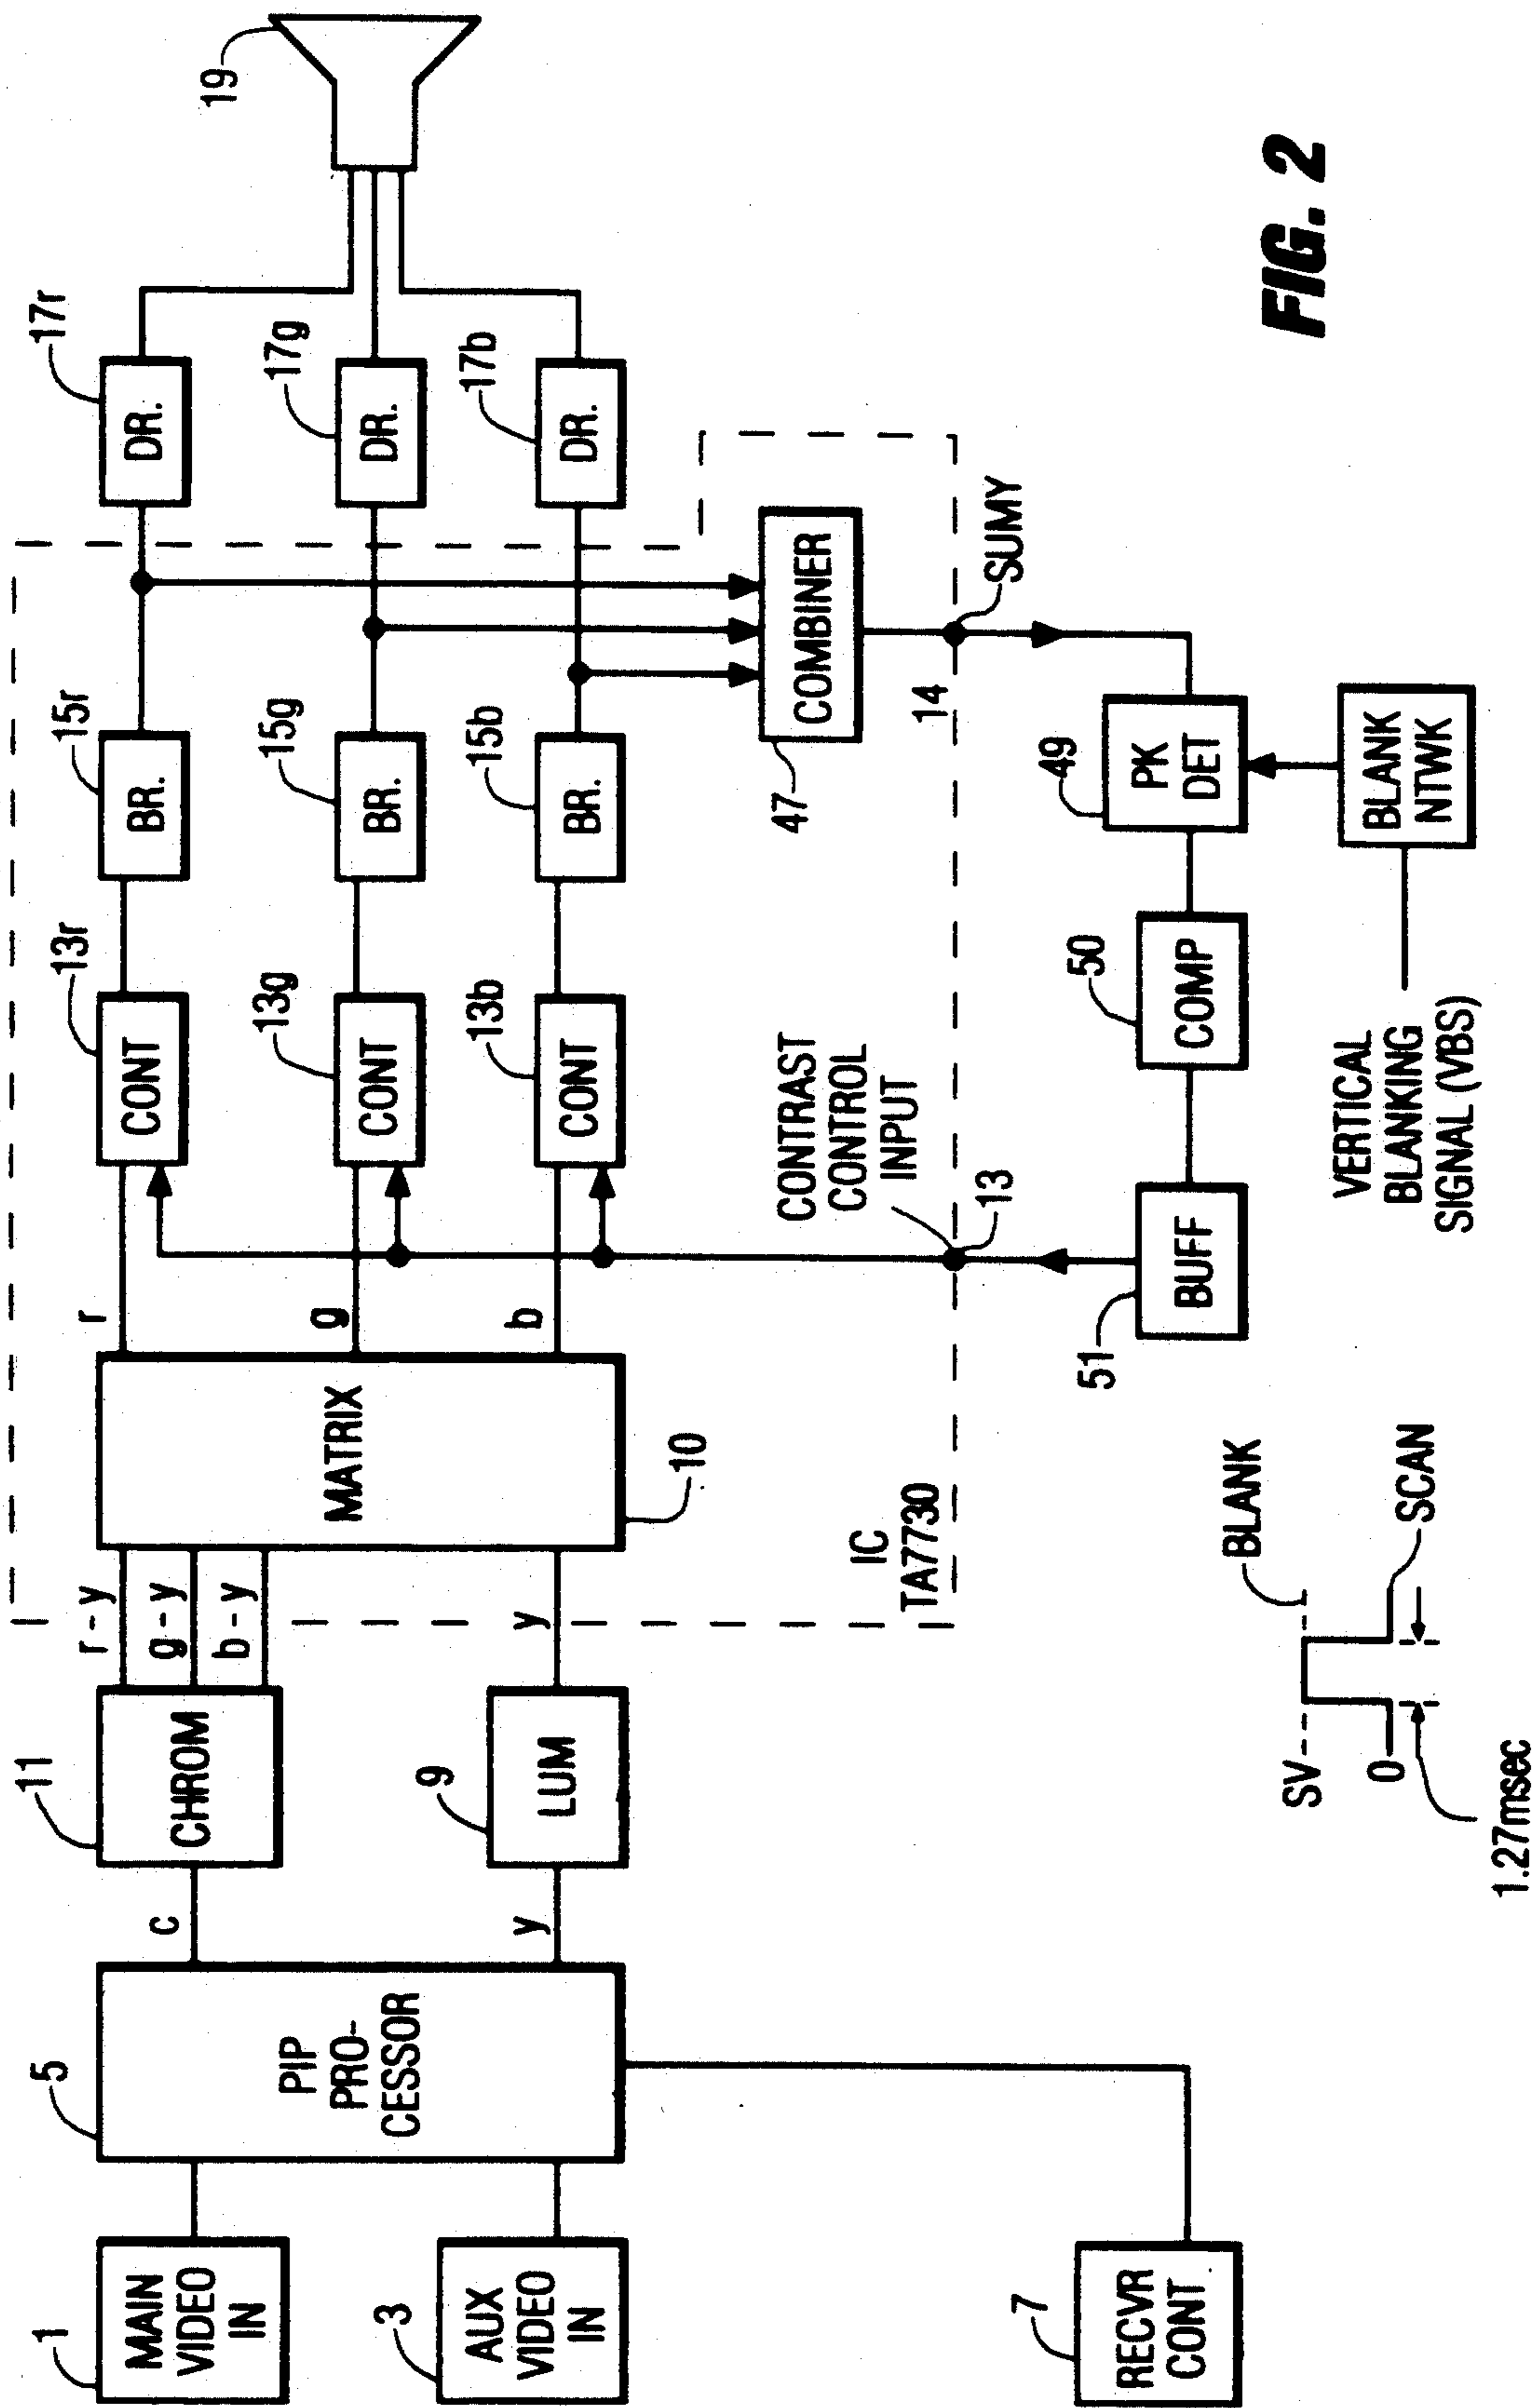 1
MAIN
VIDEO
IN
3
AUX
VIDEO
IN
5
PIP
PRO-
CESSOR
7
RECVR
CONT
c
y
11
CHROM
9
LUM
r - y
g - y
b - y
y
MATRIX
10
r
g
b
13r
CONT
13g
CONT
13b
CONT
15r
BR.
15g
BR.
15b
BR.
17r
DR.
17g
DR.
17b
DR.
19
COMBINER
47
14
SUMY
IC
TA7730
CONTRAST
CONTROL
INPUT
13
51
BUFF
50
COMP
49
PK
DET
BLANK
NTWK
VERTICAL
BLANKING
SIGNAL (VBS)
BLANK
SV
0
SCAN
1.27msec
FIG. 2